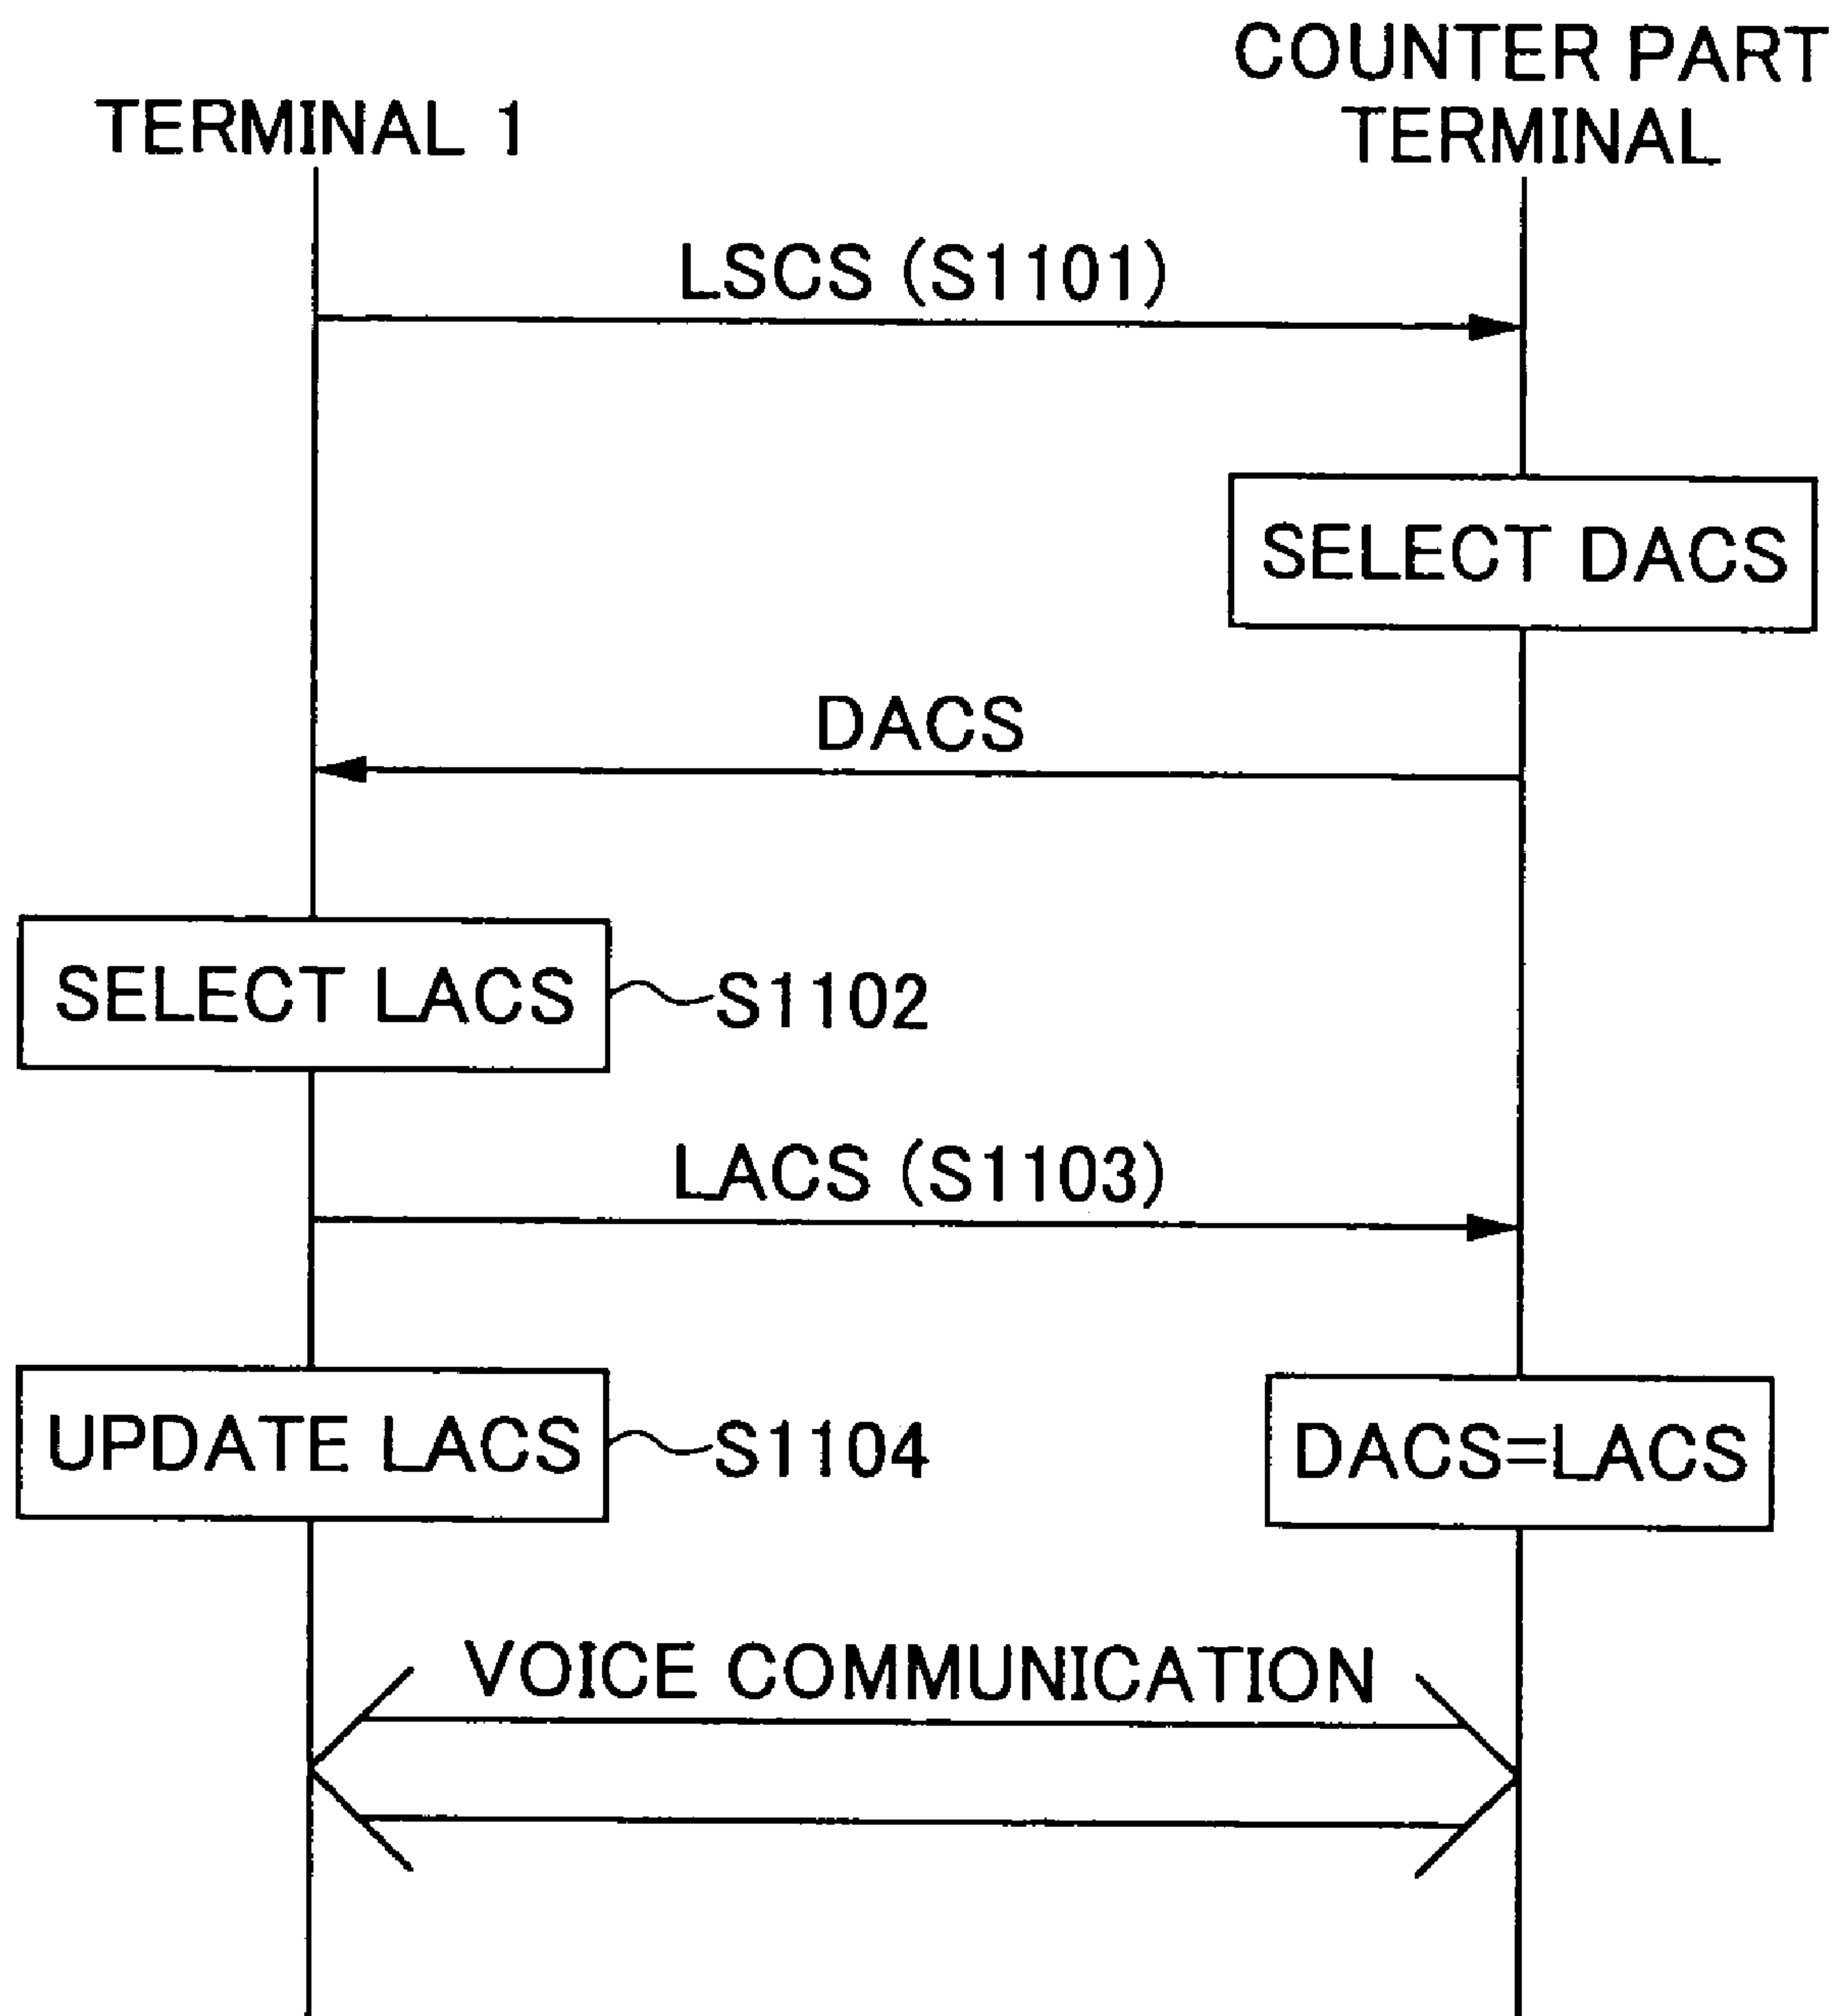 COUNTER PART
TERMINAL
TERMINAL 1
LSCS (S1101)
SELECT DACS
DACS
SELECT LACS
S1102
LACS (S1103)
UPDATE LACS
S1104
DACS=LACS
VOICE COMMUNICATION